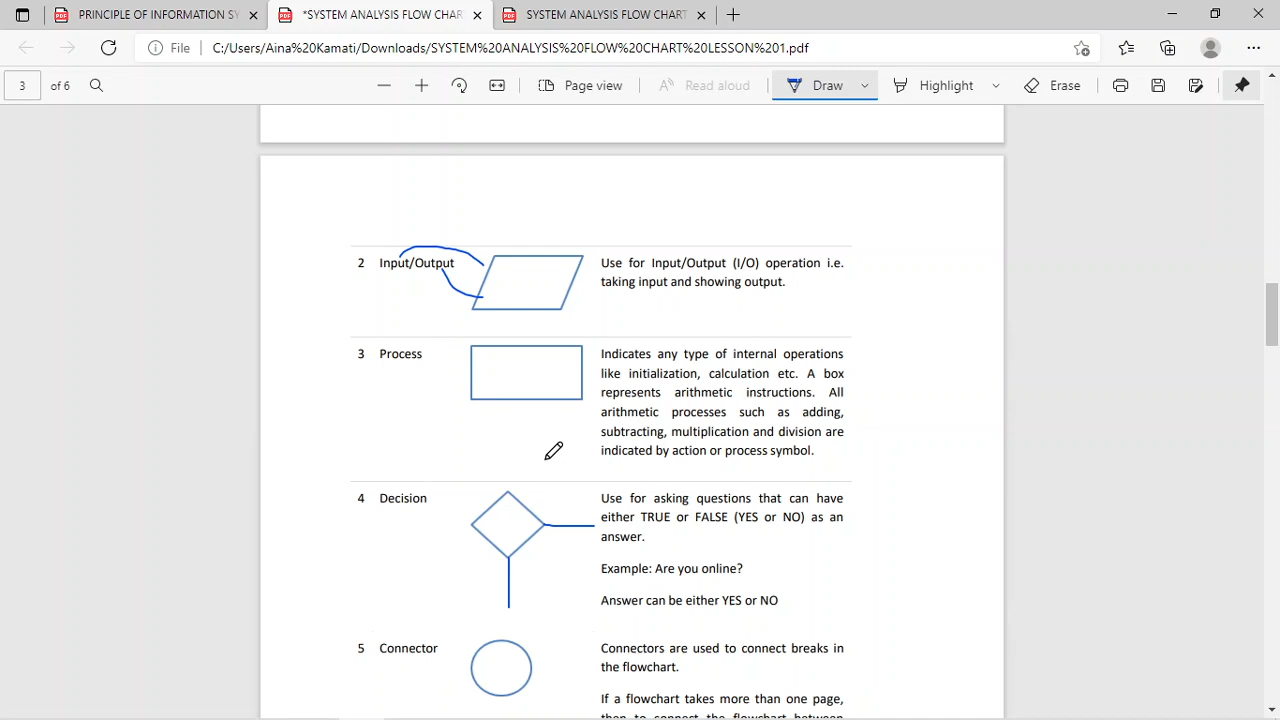 PRINCIPLE OF INFORMATION SY
*SYSTEM ANALYSIS FLOW CHAR
SYSTEM ANALYSIS FLOW CHART
File
C:/Users/Aina%20Kamati/Downloads/SYSTEM%20ANALYSIS%20FLOW%20CHART%20LESSON%201.pdf
3 of 6
Page view
Read aloud
Draw
Highlight
Erase
2 Input/Output Use for Input/Output (I/O) operation i.e.
taking input and showing output.
3 Process Indicates any type of internal operations
like initialization, calculation etc. A box
represents arithmetic instructions. All
arithmetic processes such as adding,
subtracting, multiplication and division are
indicated by action or process symbol.
4 Decision Use for asking questions that can have
either TRUE or FALSE (YES or NO) as an
answer.
Example: Are you online?
Answer can be either YES or NO
5 Connector Connectors are used to connect breaks in
the flowchart.
If a flowchart takes more than one page,
then to connect the flowchart between